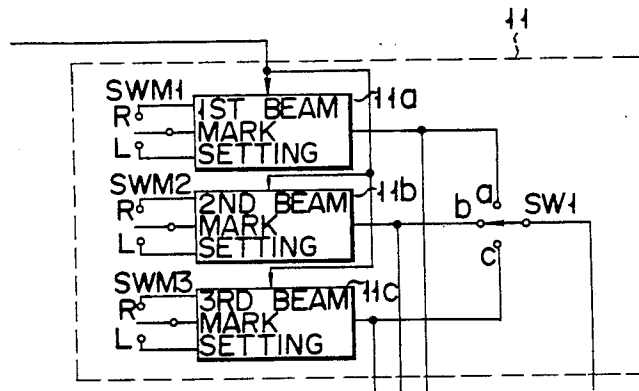 11
SWM1
R
L
1ST BEAM
MARK
SETTING
11a
SWM2
R
L
2ND BEAM
MARK
SETTING
11b
a
b
c
SW1
SWM3
R
L
3RD BEAM
MARK
SETTING
11c